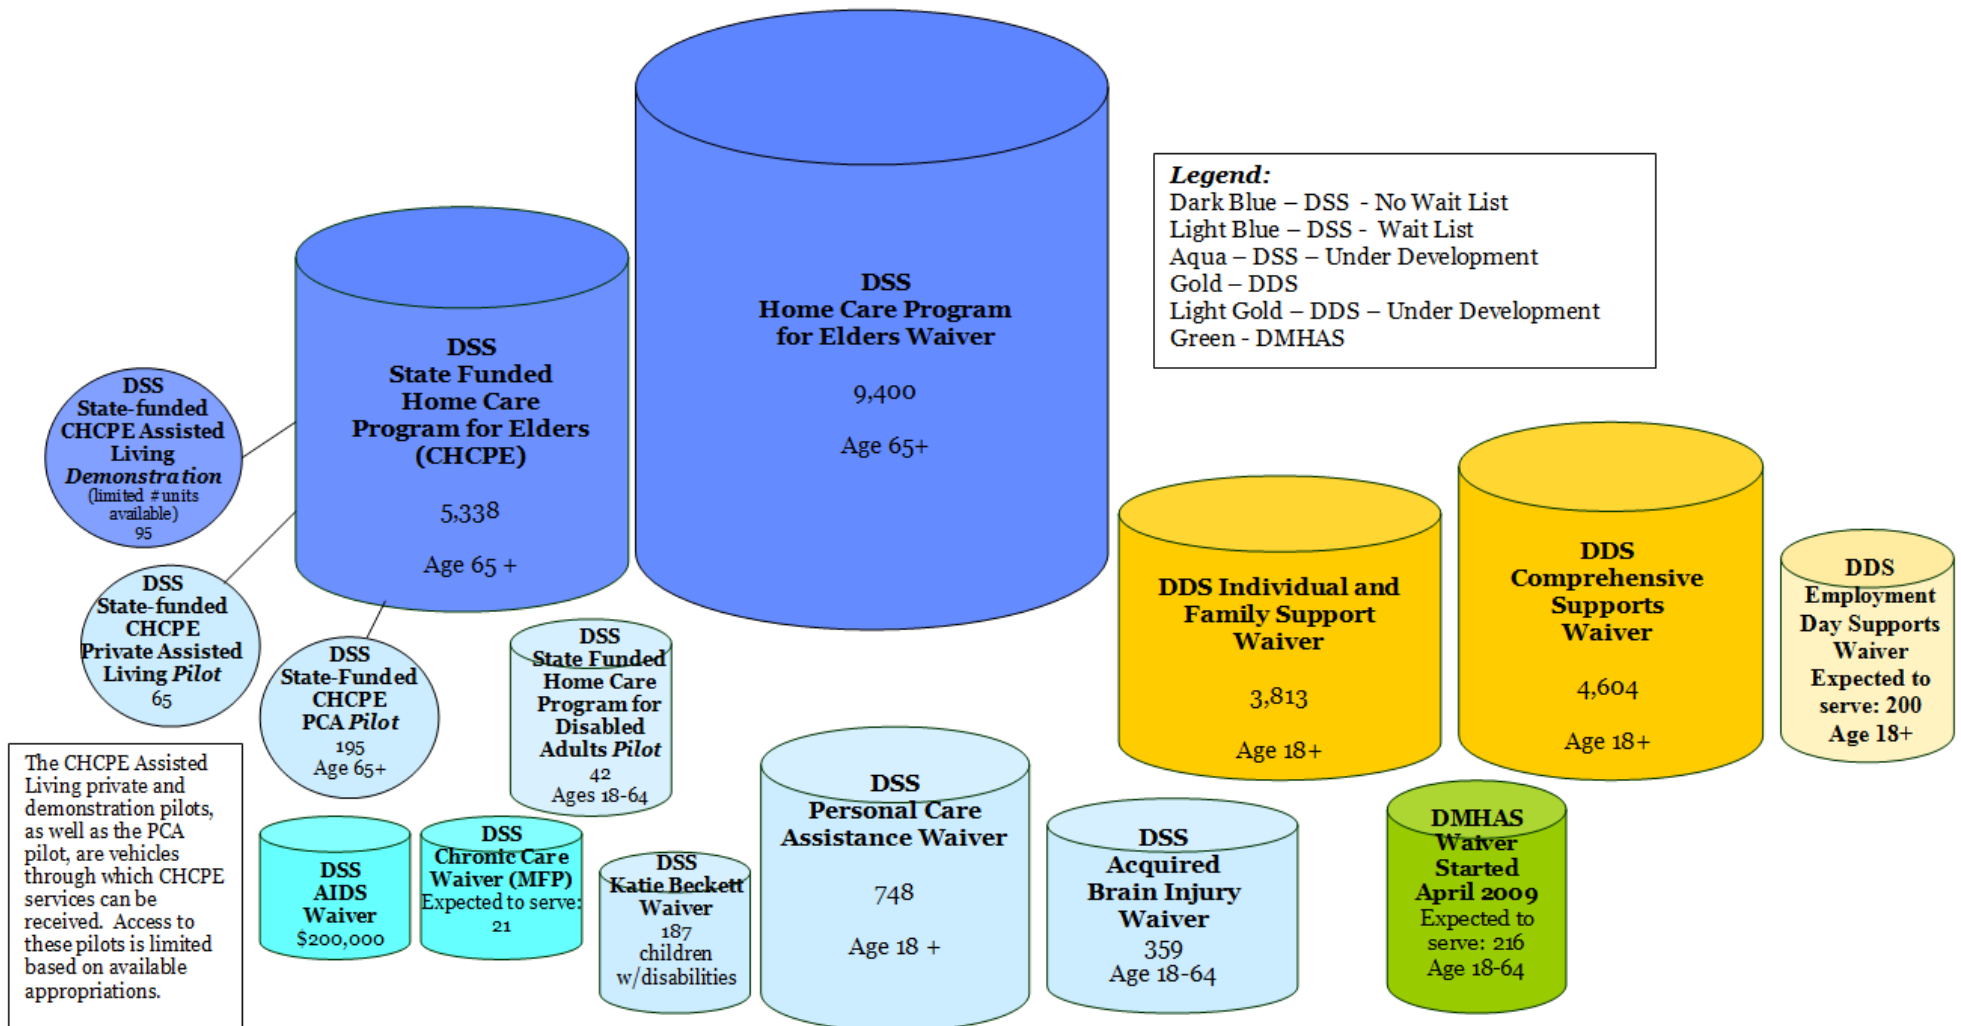 DSS
Home Care Program
for Elders Waiver
9,400
Age 65+
Legend:
Dark Blue – DSS - No Wait List
Light Blue – DSS - Wait List
Aqua – DSS – Under Development
Gold – DDS
Light Gold – DDS – Under Development
Green - DMHAS
DSS
State Funded
Home Care
Program for Elders
(CHCPE)
5,338
Age 65 +
DSS
State-funded
CHCPE Assisted
Living
Demonstration
(limited # units
available)
95
DSS
State-funded
CHCPE
Private Assisted
Living Pilot
65
DSS
State-Funded
CHCPE
PCA Pilot
195
Age 65+
DSS
State Funded
Home Care
Program for
Disabled
Adults Pilot
42
Ages 18-64
DDS Individual and
Family Support
Waiver
3,813
Age 18+
DDS
Comprehensive
Supports
Waiver
4,604
Age 18+
DDS
Employment
Day Supports
Waiver
Expected to
serve: 200
Age 18+
The CHCPE Assisted
Living private and
demonstration pilots,
as well as the PCA
pilot, are vehicles
through which CHCPE
services can be
received. Access to
these pilots is limited
based on available
appropriations.
DSS
AIDS
Waiver
$200,000
DSS
Chronic Care
Waiver (MFP)
Expected to serve:
21
DSS
Katie Beckett
Waiver
187
children
w/disabilities
DSS
Personal Care
Assistance Waiver
748
Age 18 +
DSS
Acquired
Brain Injury
Waiver
359
Age 18-64
DMHAS
Waiver
Started
April 2009
Expected to
serve: 216
Age 18-64